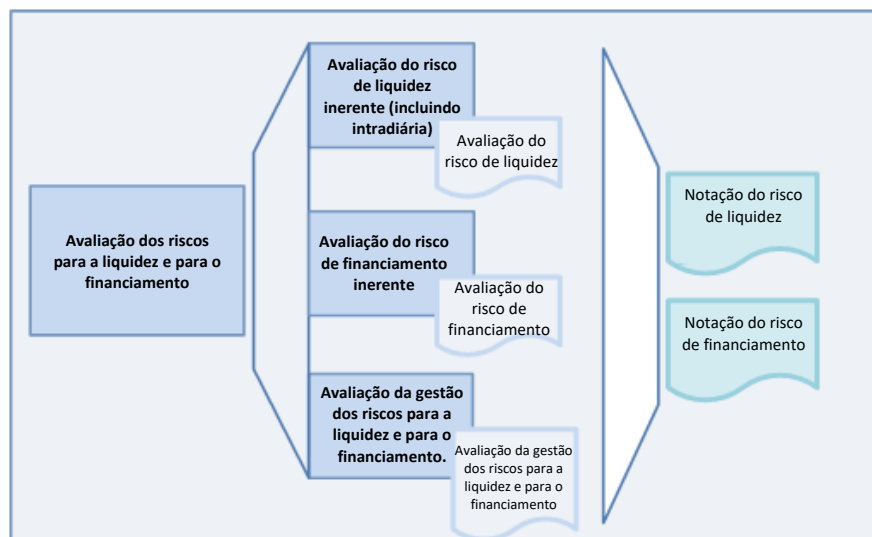 Avaliação dos riscos
para a liquidez e para o
financiamento
Avaliação do risco
de liquidez
inerente (incluindo
intradiária)
Avaliação do
risco de liquidez
Avaliação do risco
de financiamento
inerente
Avaliação do
risco de
financiamento
Avaliação da gestão
dos riscos para a
liquidez e para o
financiamento.
Avaliação da gestão
dos riscos para a
liquidez e para o
financiamento
Notação do risco
de liquidez
Notação do risco
de financiamento